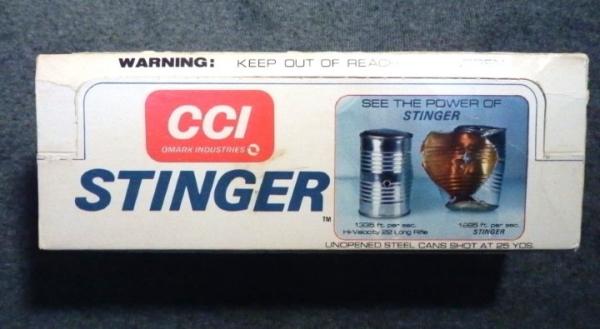 WARNING: KEEP OUT OF REACH
CCI
OMARK INDUSTRIES
STINGER
TM
SEE THE POWER OF
STINGER
1335 ft. per sec.
Hi-Velocity 22 Long Rifle
1685 ft. per sec.
STINGER
UNOPENED STEEL CANS SHOT AT 25 YDS.